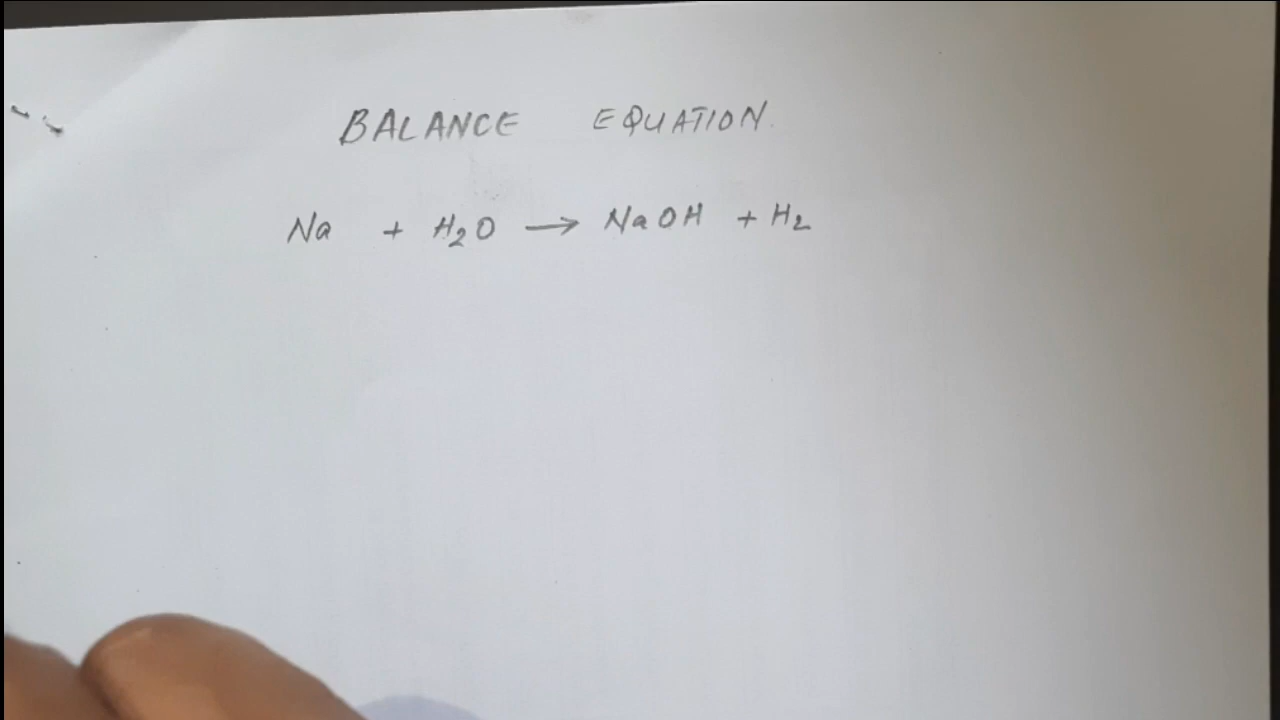 BALANCE EQUATION.
Na + H₂O → NaOH + H₂